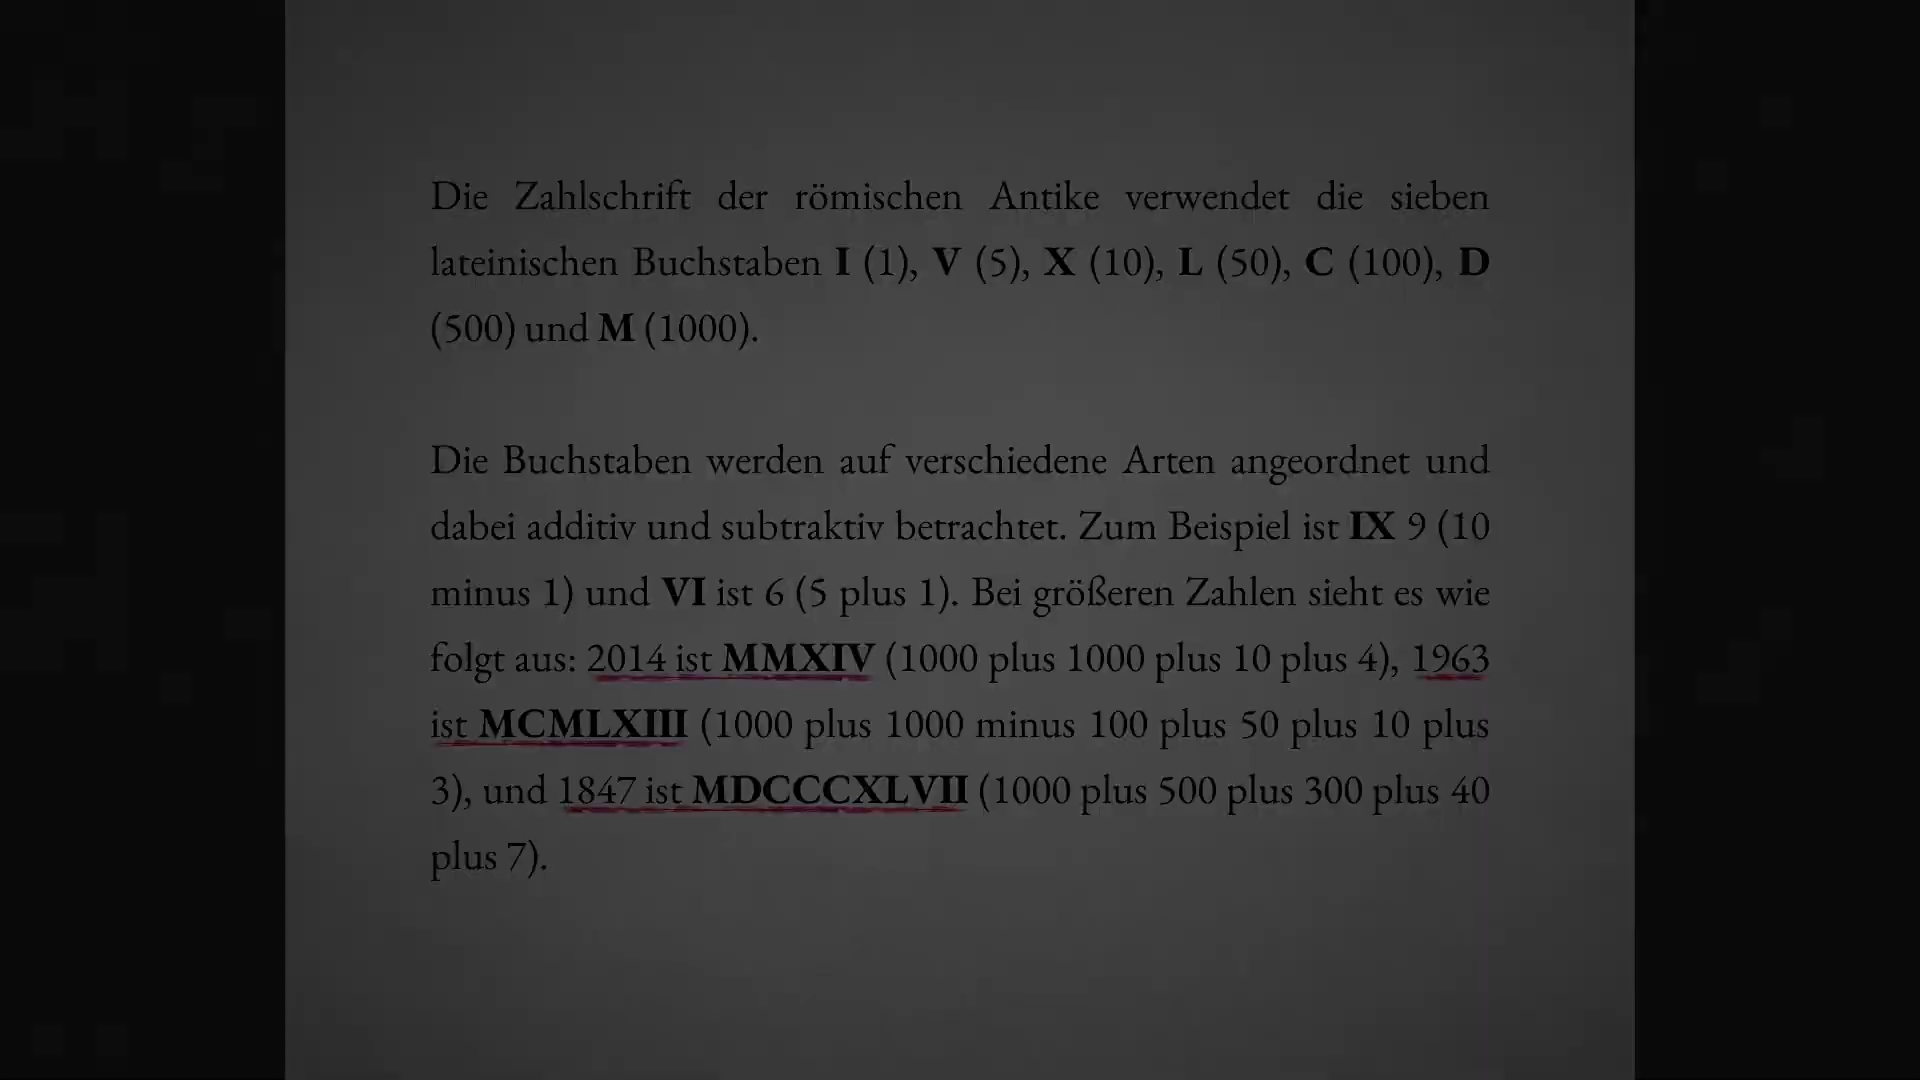 Die Zahlschrift der römischen Antike verwendet die sieben
lateinischen Buchstaben I (1), V (5), X (10), L (50), C (100), D
(500) und M (1000).
Die Buchstaben werden auf verschiedene Arten angeordnet und
dabei additiv und subtraktiv betrachtet. Zum Beispiel ist IX 9 (10
minus 1) und VI ist 6 (5 plus 1). Bei größeren Zahlen sieht es wie
folgt aus: 2014 ist MMXIV (1000 plus 1000 plus 10 plus 4), 1963
ist MCMLXIII (1000 plus 1000 minus 100 plus 50 plus 10 plus
3), und 1847 ist MDCCCXLVII (1000 plus 500 plus 300 plus 40
plus 7).